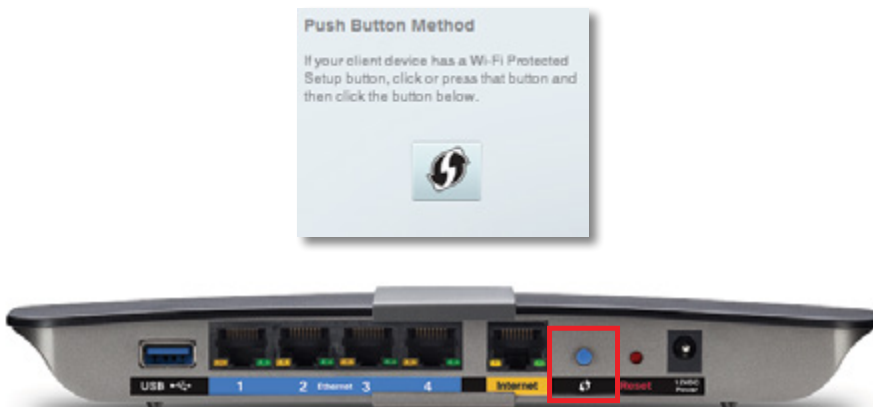 Push Button Method
If your client device has a Wi-Fi Protected
Setup button, click or press that button and
then click the button below.
USB 1 2 Ethernet 3 4 Internet Reset 12VDC
Power